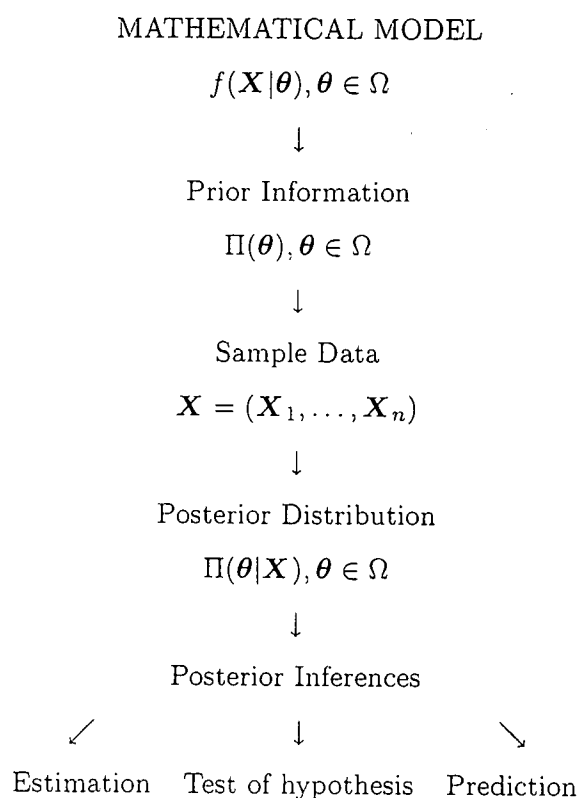 MATHEMATICAL MODEL
f(X|θ), θ ∈ Ω
↓
Prior Information
Π(θ), θ ∈ Ω
↓
Sample Data
X = (X₁, . . . , Xₙ)
↓
Posterior Distribution
Π(θ|X), θ ∈ Ω
↓
Posterior Inferences
↙ ↓ ↘
Estimation Test of hypothesis Prediction